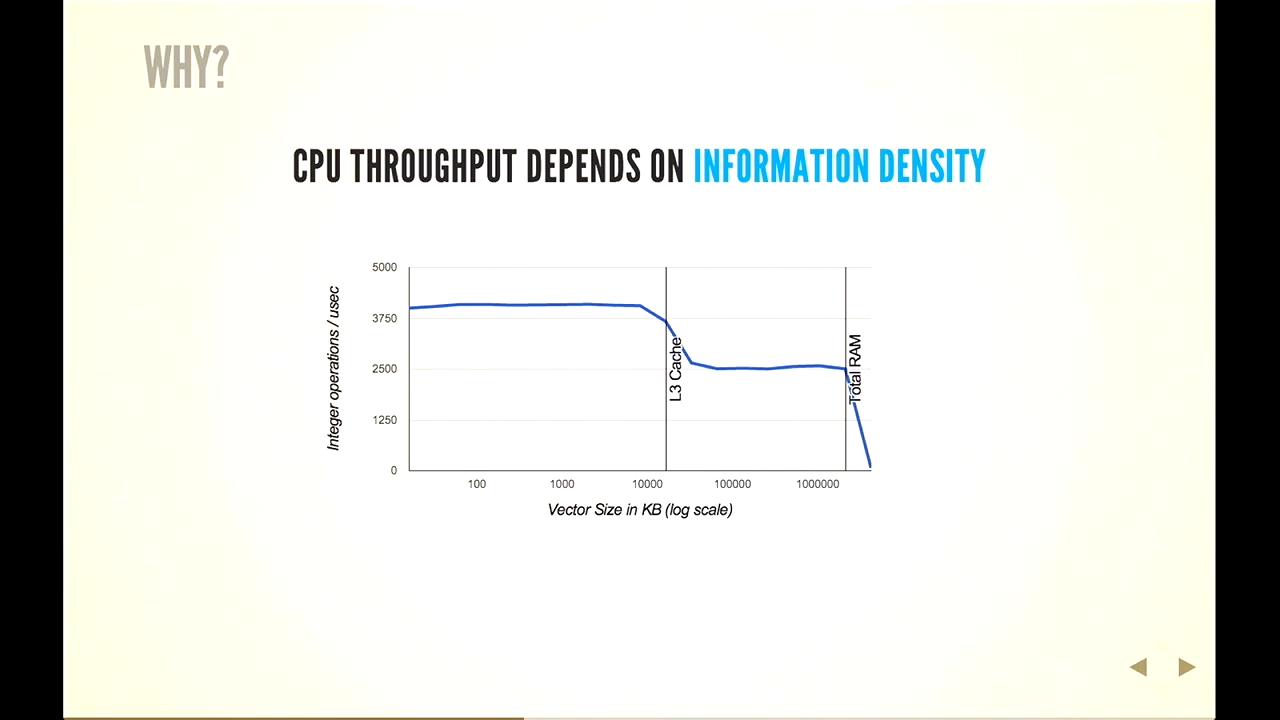 WHY?
CPU THROUGHPUT DEPENDS ON INFORMATION DENSITY
5000
3750
2500
1250
0
Integer operations / usec
L3 Cache
Total RAM
100 1000 10000 100000 1000000
Vector Size in KB (log scale)